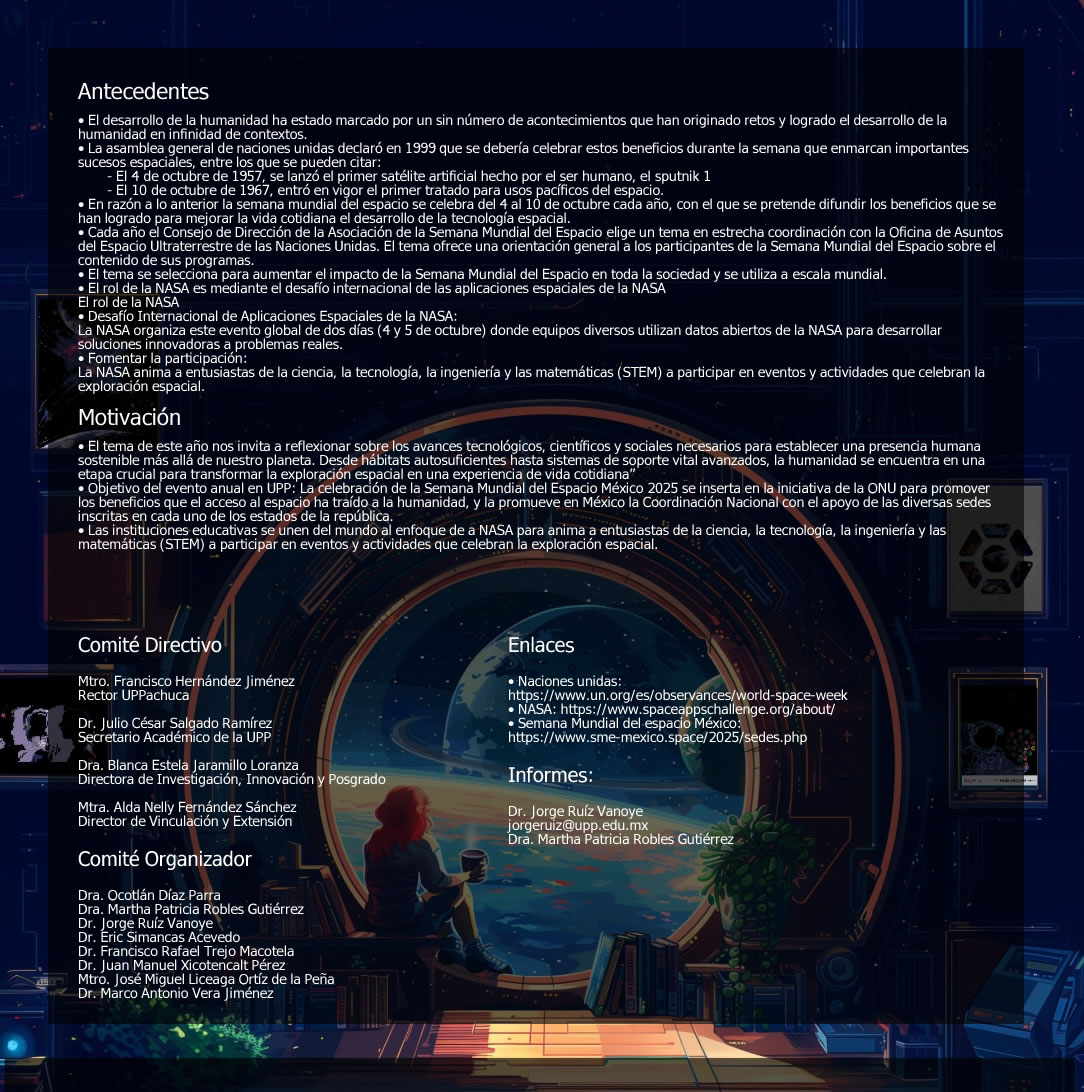 Antecedentes
• El desarrollo de la humanidad ha estado marcado por un sin número de acontecimientos que han originado retos y logrado el desarrollo de la
humanidad en infinidad de contextos.
• La asamblea general de naciones unidas declaró en 1999 que se debería celebrar estos beneficios durante la semana que enmarcan importantes
sucesos espaciales, entre los que se pueden citar:
- El 4 de octubre de 1957, se lanzó el primer satélite artificial hecho por el ser humano, el sputnik 1
- El 10 de octubre de 1967, entró en vigor el primer tratado para usos pacíficos del espacio.
• En razón a lo anterior la semana mundial del espacio se celebra del 4 al 10 de octubre cada año, con el que se pretende difundir los beneficios que se
han logrado para mejorar la vida cotidiana el desarrollo de la tecnología espacial.
• Cada año el Consejo de Dirección de la Asociación de la Semana Mundial del Espacio elige un tema en estrecha coordinación con la Oficina de Asuntos
del Espacio Ultraterrestre de las Naciones Unidas. El tema ofrece una orientación general a los participantes de la Semana Mundial del Espacio sobre el
contenido de sus programas.
• El tema se selecciona para aumentar el impacto de la Semana Mundial del Espacio en toda la sociedad y se utiliza a escala mundial.
• El rol de la NASA es mediante el desafío internacional de las aplicaciones espaciales de la NASA
El rol de la NASA
• Desafío Internacional de Aplicaciones Espaciales de la NASA:
La NASA organiza este evento global de dos días (4 y 5 de octubre) donde equipos diversos utilizan datos abiertos de la NASA para desarrollar
soluciones innovadoras a problemas reales.
• Fomentar la participación:
La NASA anima a entusiastas de la ciencia, la tecnología, la ingeniería y las matemáticas (STEM) a participar en eventos y actividades que celebran la
exploración espacial.
Motivación
• El tema de este año nos invita a reflexionar sobre los avances tecnológicos, científicos y sociales necesarios para establecer una presencia humana
sostenible más allá de nuestro planeta. Desde hábitats autosuficientes hasta sistemas de soporte vital avanzados, la humanidad se encuentra en una
etapa crucial para transformar la exploración espacial en una experiencia de vida cotidiana”
• Objetivo del evento anual en UPP: La celebración de la Semana Mundial del Espacio México 2025 se inserta en la iniciativa de la ONU para promover
los beneficios que el acceso al espacio ha traído a la humanidad, y la promueve en México la Coordinación Nacional con el apoyo de las diversas sedes
inscritas en cada uno de los estados de la república.
• Las instituciones educativas se unen del mundo al enfoque de a NASA para anima a entusiastas de la ciencia, la tecnología, la ingeniería y las
matemáticas (STEM) a participar en eventos y actividades que celebran la exploración espacial.
Comité Directivo
Mtro. Francisco Hernández Jiménez
Rector UPPachuca
Dr. Julio César Salgado Ramírez
Secretario Académico de la UPP
Dra. Blanca Estela Jaramillo Loranza
Directora de Investigación, Innovación y Posgrado
Mtra. Alda Nelly Fernández Sánchez
Director de Vinculación y Extensión
Comité Organizador
Dra. Ocotlán Díaz Parra
Dra. Martha Patricia Robles Gutiérrez
Dr. Jorge Ruíz Vanoye
Dr. Eric Simancas Acevedo
Dr. Francisco Rafael Trejo Macotela
Dr. Juan Manuel Xicotencalt Pérez
Mtro. José Miguel Liceaga Ortíz de la Peña
Dr. Marco Antonio Vera Jiménez
Enlaces
• Naciones unidas:
https://www.un.org/es/observances/world-space-week
• NASA: https://www.spaceappschallenge.org/about/
• Semana Mundial del espacio México:
https://www.sme-mexico.space/2025/sedes.php
Informes:
Dr. Jorge Ruíz Vanoye
jorgeruiz@upp.edu.mx
Dra. Martha Patricia Robles Gutiérrez